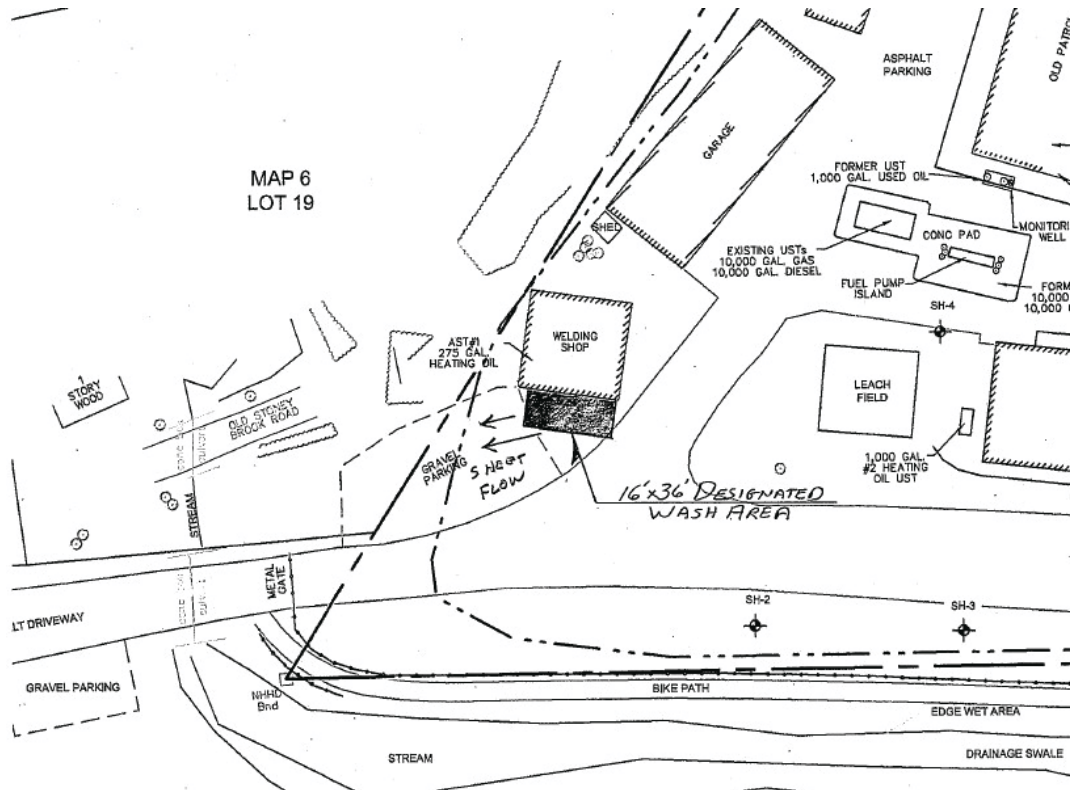 ASPHALT
PARKING
OLD PATRO
GARAGE
MAP 6
LOT 19
FORMER UST
1,000 GAL. USED OIL
MONITORI
WELL
SHED
CONC PAD
EXISTING USTs
10,000 GAL. GAS
10,000 GAL. DIESEL
FUEL PUMP
ISLAND
FORM
10,000
10,000
SH-4
AST#1
275 GAL.
HEATING OIL
WELDING
SHOP
1
STORY
WOOD
OLD STONEY
BROOK ROAD
LEACH
FIELD
GRAVEL
PARKING
SHEET
FLOW
1,000 GAL.
#2 HEATING
OIL UST
16'x36' DESIGNATED
WASH AREA
STREAM
METAL
GATE
LT DRIVEWAY
SH-2
SH-3
GRAVEL PARKING
NHHD
Bnd
BIKE PATH
EDGE WET AREA
STREAM
DRAINAGE SWALE